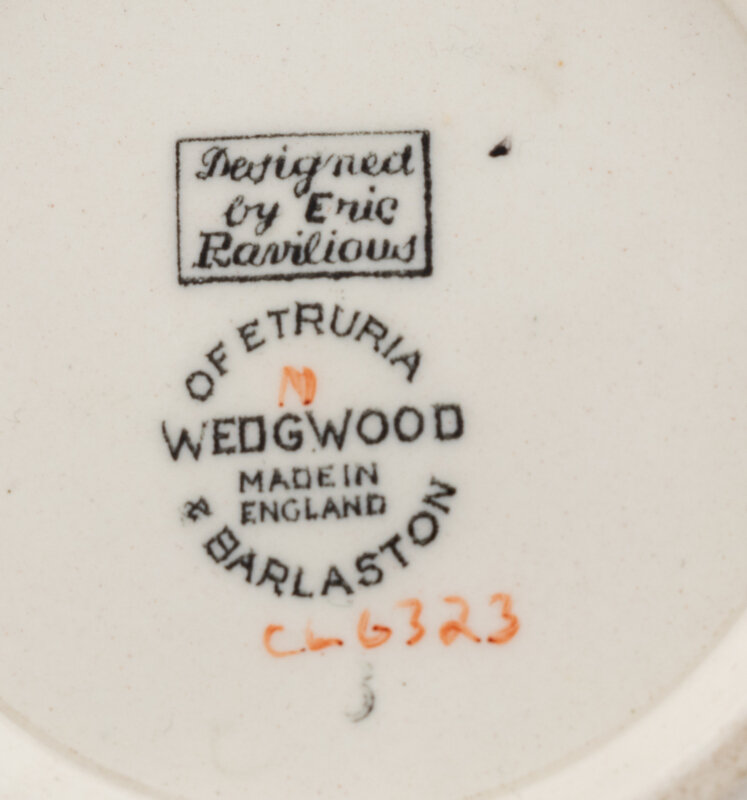 Designed
by Eric
Ravilious
OF ETRURIA
N
WEDGWOOD
MADE IN
ENGLAND
& BARLASTON
CL6323